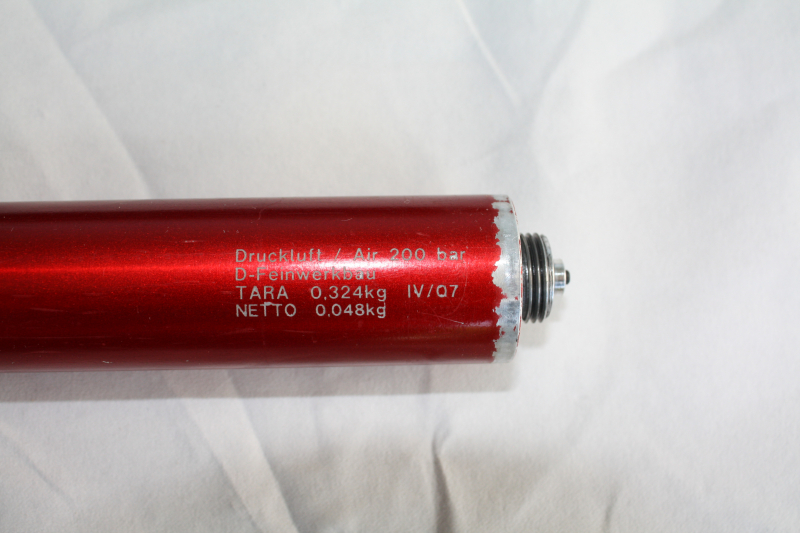 Druckluft / Air 200 bar
D-Feinwerkbau
TARA 0,324kg IV/07
NETTO 0,048kg